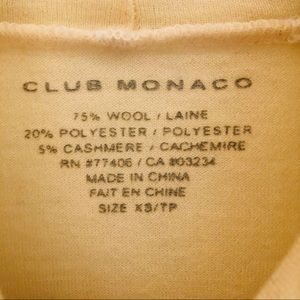 CLUB MONACO
75% WOOL / LAINE
20% POLYESTER / POLYESTER
5% CASHMERE / CACHEMIRE
RN #77406 / CA #03234
MADE IN CHINA
FAIT EN CHINE
SIZE XS/TP